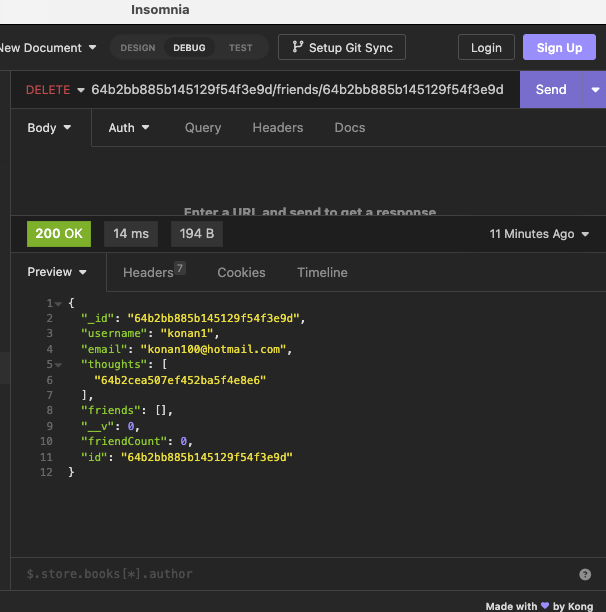 Insomnia
New Document
DESIGN DEBUG TEST
Setup Git Sync
Login
Sign Up
DELETE 64b2bb885b145129f54f3e9d/friends/64b2bb885b145129f54f3e9d Send
Body Auth Query Headers Docs
Enter a URL and send to get a response
200 OK 14 ms 194 B 11 Minutes Ago
Preview Headers 7 Cookies Timeline
1 {
2 "_id": "64b2bb885b145129f54f3e9d",
3 "username": "konan1",
4 "email": "konan100@hotmail.com",
5 "thoughts": [
6 "64b2cea507ef452ba5f4e8e6"
7 ],
8 "friends": [],
9 "__v": 0,
10 "friendCount": 0,
11 "id": "64b2bb885b145129f54f3e9d"
12 }
$.store.books[*].author ?
Made with 💜 by Kong